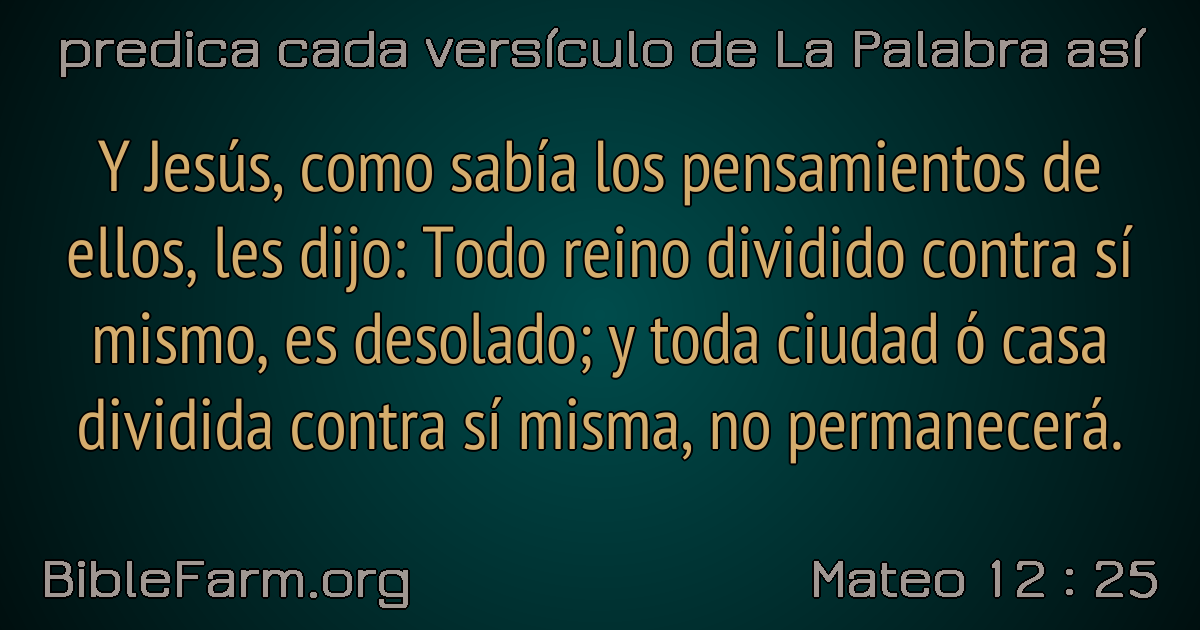 predica cada versículo de La Palabra así
Y Jesús, como sabía los pensamientos de
ellos, les dijo: Todo reino dividido contra sí
mismo, es desolado; y toda ciudad ó casa
dividida contra sí misma, no permanecerá.
BibleFarm.org
Mateo 12 : 25